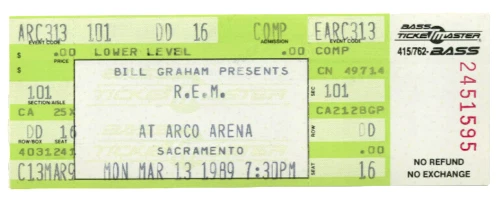 ARC313 101 DD 16 COMP EARC313
EVENT CODE ADMISSION EVENT CODE
$ .00 LOWER LEVEL .00 COMP
PRICE
BILL GRAHAM PRESENTS
R.E.M.
AT ARCO ARENA
SACRAMENTO
MON MAR 13 1989 7:30PM
$
101
SECTION/AISLE
CA 25X
DD 16
ROW/BOX SEAT
4031241
C13MAR9
CN 49714
SEC 101
CA2128GP
ROW DD
.00
SEAT 16
BASS
TICKETMASTER
415/762-BASS
2451595
NO REFUND
NO EXCHANGE